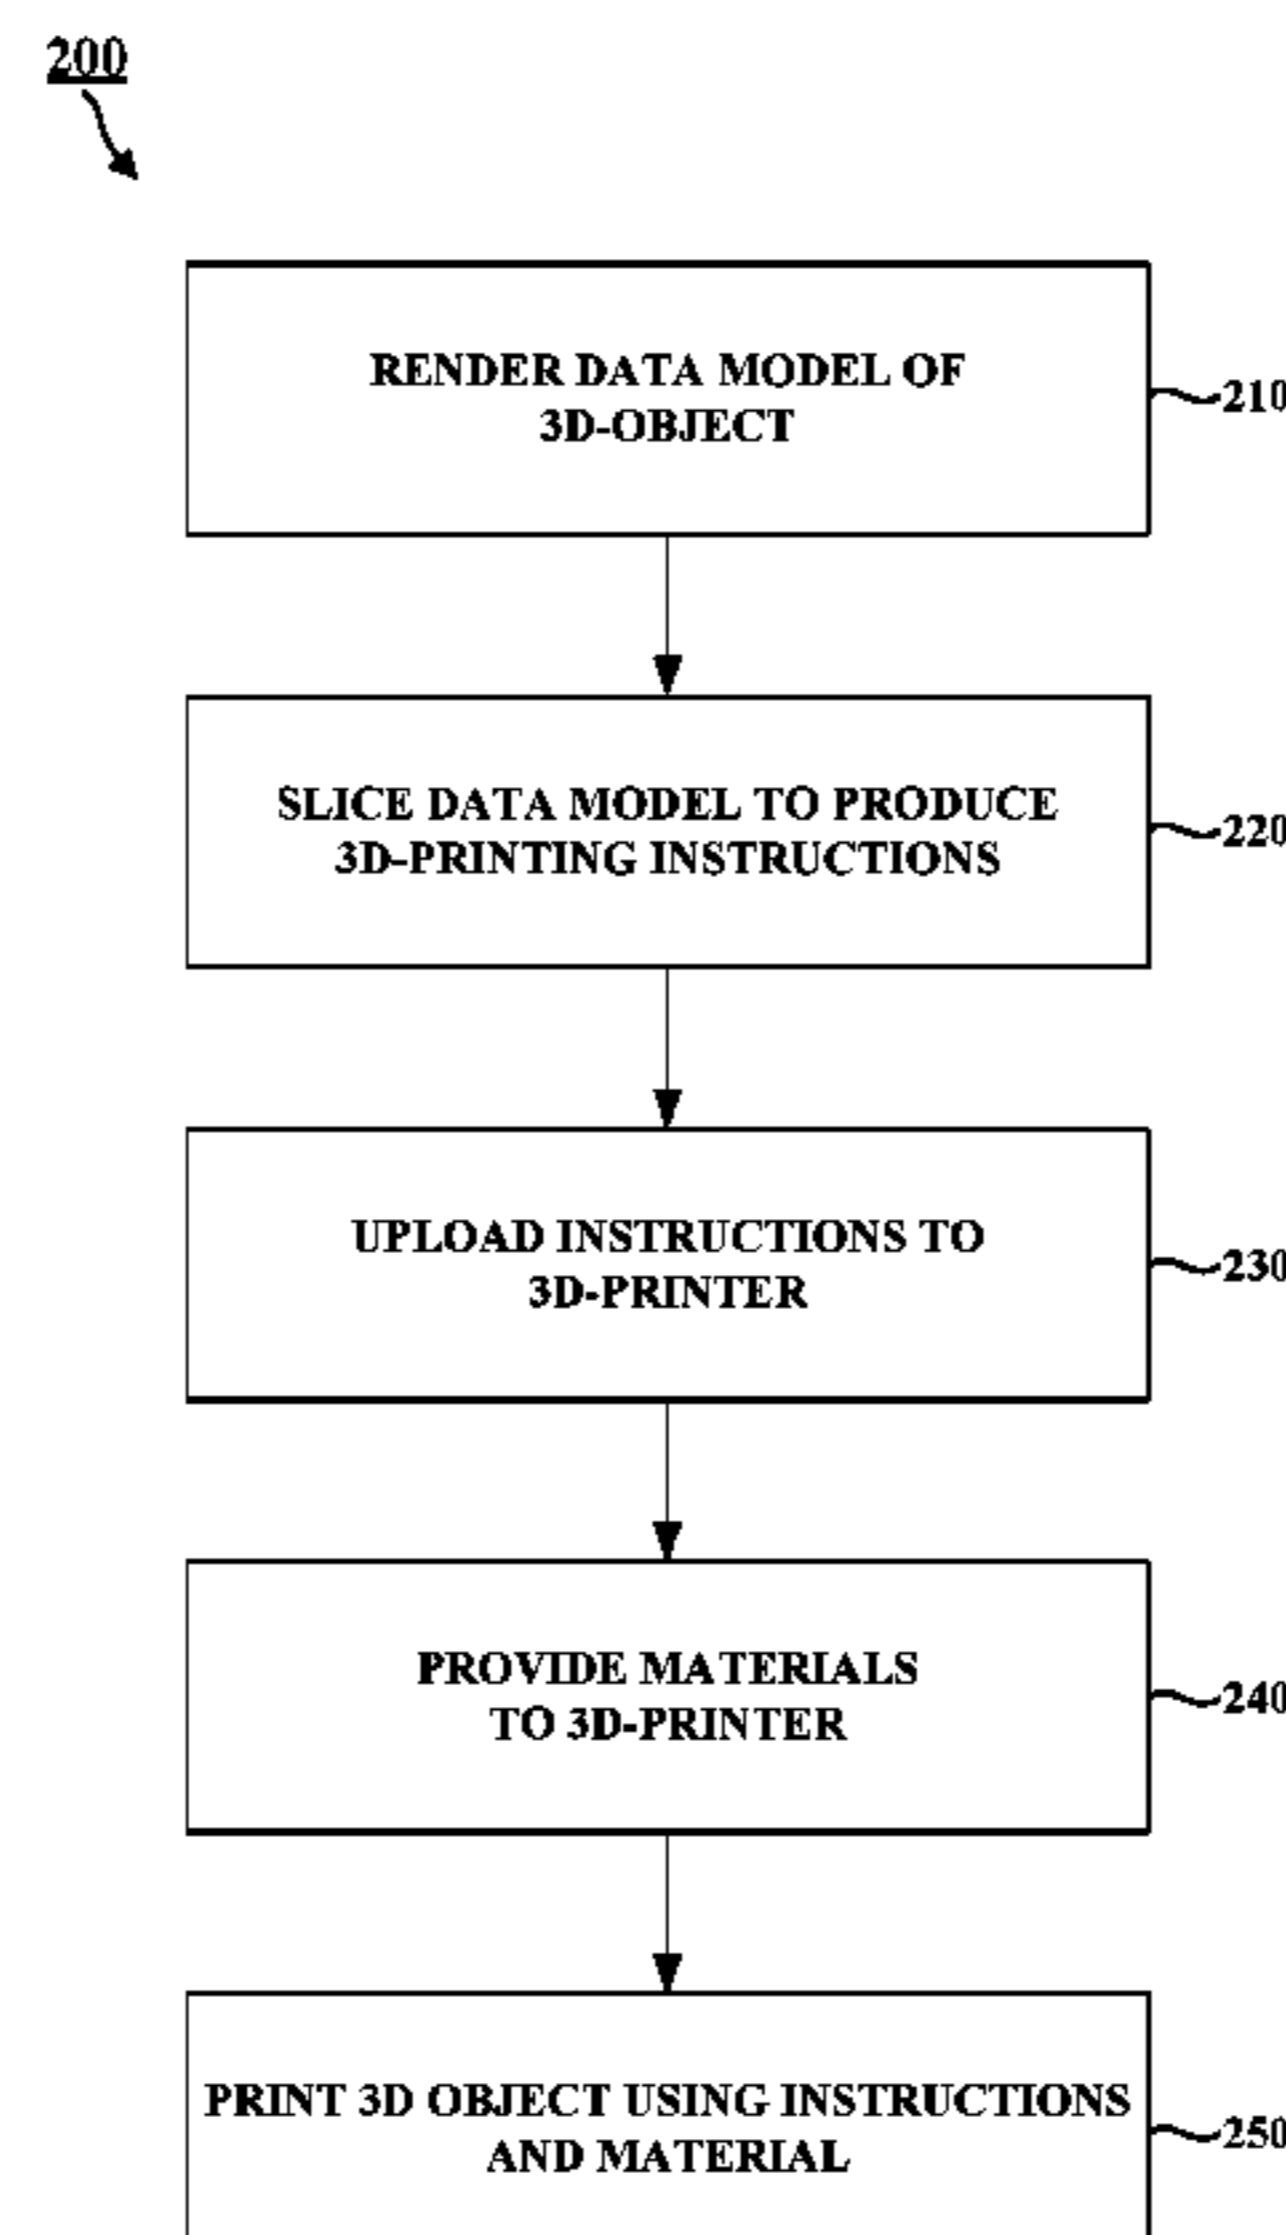 200
RENDER DATA MODEL OF
3D-OBJECT
210
SLICE DATA MODEL TO PRODUCE
3D-PRINTING INSTRUCTIONS
220
UPLOAD INSTRUCTIONS TO
3D-PRINTER
230
PROVIDE MATERIALS
TO 3D-PRINTER
240
PRINT 3D OBJECT USING INSTRUCTIONS
AND MATERIAL
250